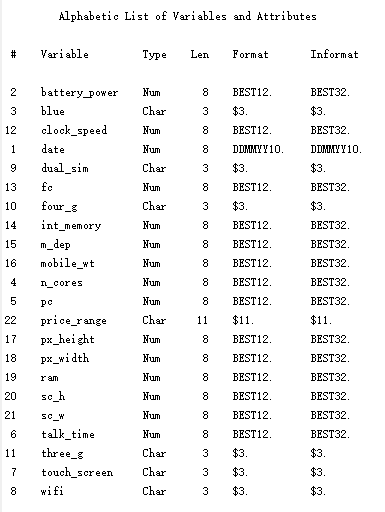 Alphabetic List of Variables and Attributes
# Variable Type Len Format Informat
2 battery_power Num 8 BEST12. BEST32.
3 blue Char 3 $3. $3.
12 clock_speed Num 8 BEST12. BEST32.
1 date Num 8 DDMMYY10. DDMMYY10.
9 dual_sim Char 3 $3. $3.
13 fc Num 8 BEST12. BEST32.
10 four_g Char 3 $3. $3.
14 int_memory Num 8 BEST12. BEST32.
15 m_dep Num 8 BEST12. BEST32.
16 mobile_wt Num 8 BEST12. BEST32.
4 n_cores Num 8 BEST12. BEST32.
5 pc Num 8 BEST12. BEST32.
22 price_range Char 11 $11. $11.
17 px_height Num 8 BEST12. BEST32.
18 px_width Num 8 BEST12. BEST32.
19 ram Num 8 BEST12. BEST32.
20 sc_h Num 8 BEST12. BEST32.
21 sc_w Num 8 BEST12. BEST32.
6 talk_time Num 8 BEST12. BEST32.
11 three_g Char 3 $3. $3.
7 touch_screen Char 3 $3. $3.
8 wifi Char 3 $3. $3.